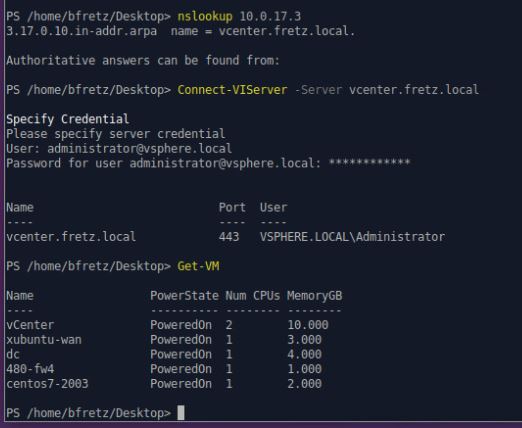 PS /home/bfretz/Desktop> nslookup 10.0.17.3
3.17.0.10.in-addr.arpa  name = vcenter.fretz.local.
Authoritative answers can be found from:
PS /home/bfretz/Desktop> Connect-VIServer -Server vcenter.fretz.local
Specify Credential
Please specify server credential
User: administrator@vsphere.local
Password for user administrator@vsphere.local: ************
Name                           Port  User
----                           ----  ----
vcenter.fretz.local            443   VSPHERE.LOCAL\Administrator
PS /home/bfretz/Desktop> Get-VM
Name                 PowerState Num CPUs MemoryGB
----                 ---------- -------- --------
vCenter              PoweredOn  2        10.000
xubuntu-wan          PoweredOn  1        3.000
dc                   PoweredOn  1        4.000
480-fw4              PoweredOn  1        1.000
centos7-2003         PoweredOn  1        2.000
PS /home/bfretz/Desktop>